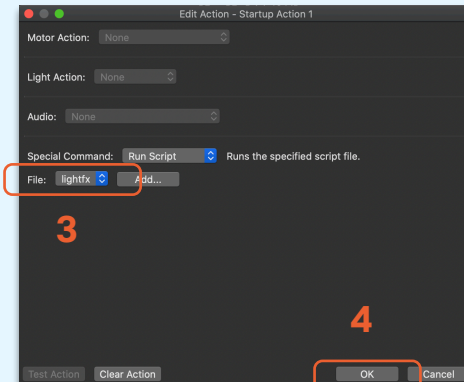 Edit Action - Startup Action 1
Motor Action: None
Light Action: None
Audio: None
Special Command: Run Script Runs the specified script file.
File: lightfx Add...
3
4
Test Action Clear Action OK Cancel